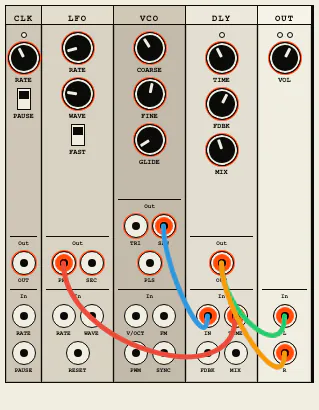 CLK LFO VCO DLY OUT
RATE RATE COARSE TIME VOL
PAUSE WAVE FINE FDBK
FAST GLIDE MIX
Out
TRI
Out Out Out
OUT SEC PLS
In In In In In
RATE RATE WAVE V/OCT FM IN
PAUSE RESET PWM SYNC FDBK MIX R